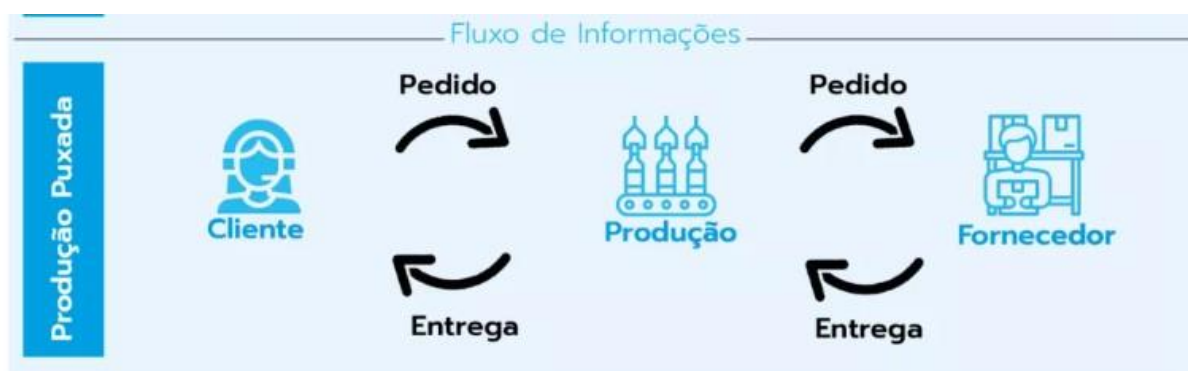 Fluxo de Informações
Produção Puxada
Pedido
Pedido
Cliente
Produção
Fornecedor
Entrega
Entrega